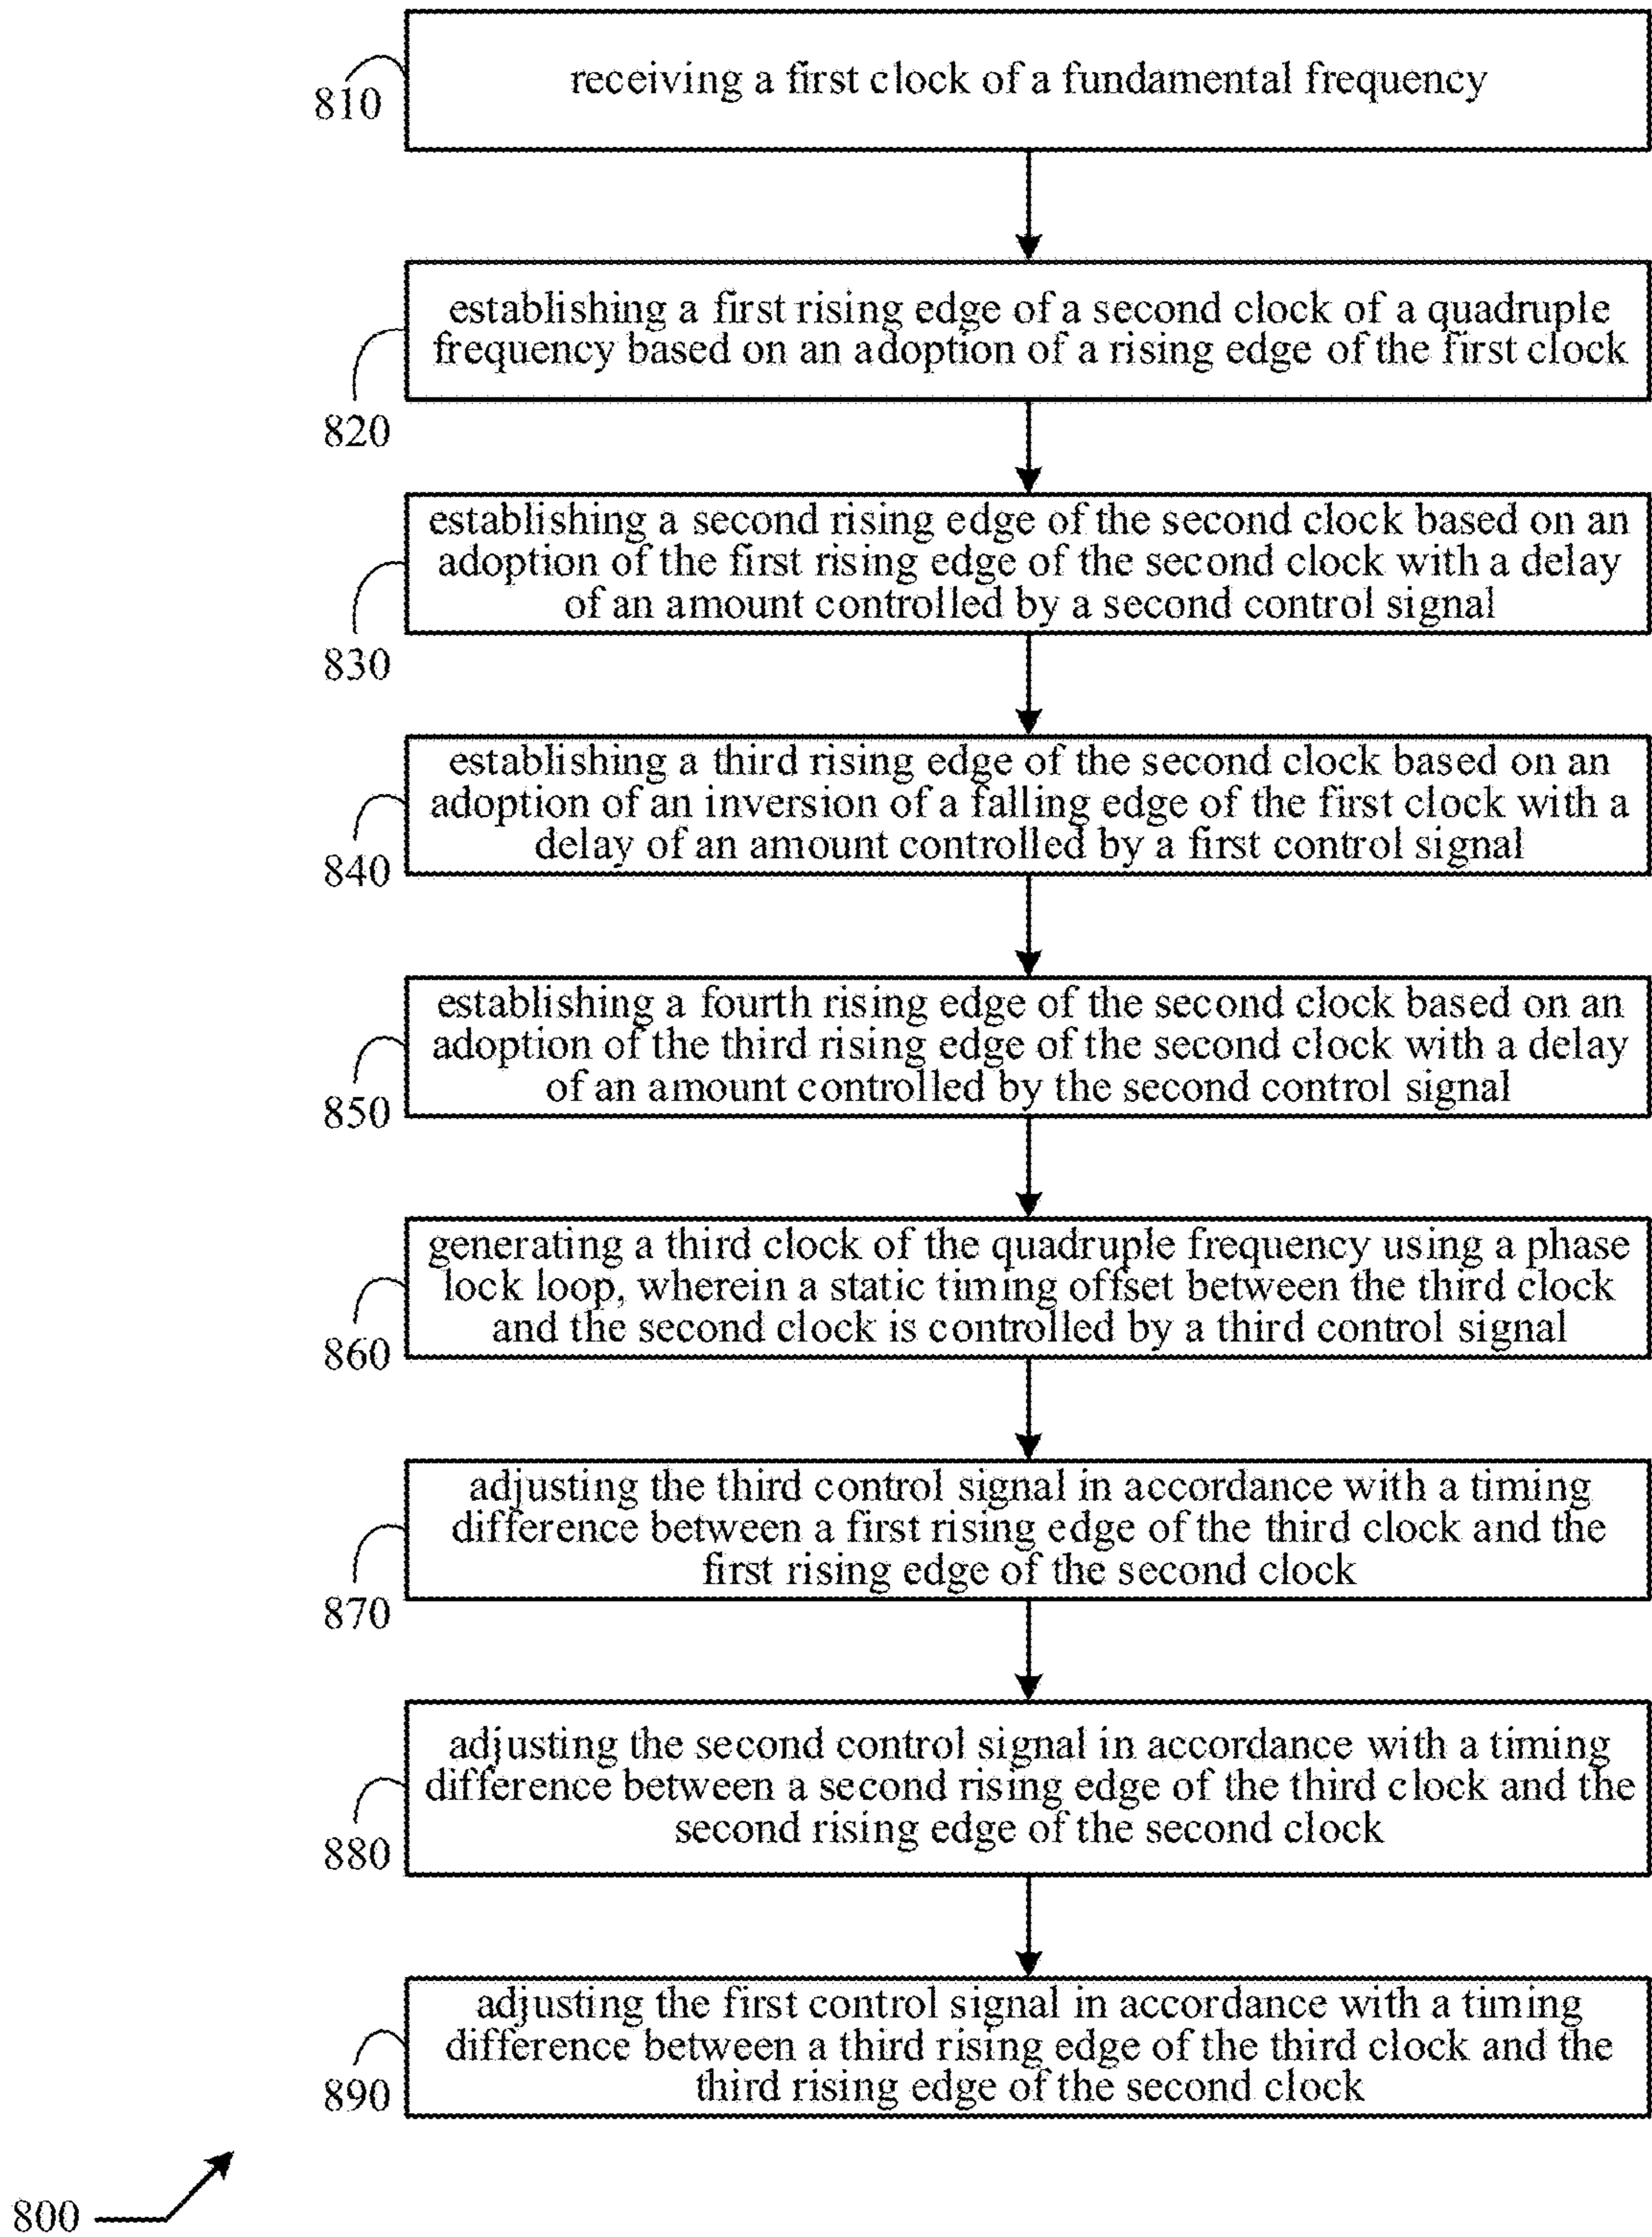 receiving a first clock of a fundamental frequency
810
establishing a first rising edge of a second clock of a quadruple
frequency based on an adoption of a rising edge of the first clock
820
establishing a second rising edge of the second clock based on an
adoption of the first rising edge of the second clock with a delay
of an amount controlled by a second control signal
830
establishing a third rising edge of the second clock based on an
adoption of an inversion of a falling edge of the first clock with a
delay of an amount controlled by a first control signal
840
establishing a fourth rising edge of the second clock based on an
adoption of the third rising edge of the second clock with a delay
of an amount controlled by the second control signal
850
generating a third clock of the quadruple frequency using a phase
lock loop, wherein a static timing offset between the third clock
and the second clock is controlled by a third control signal
860
adjusting the third control signal in accordance with a timing
difference between a first rising edge of the third clock and the
first rising edge of the second clock
870
adjusting the second control signal in accordance with a timing
difference between a second rising edge of the third clock and the
second rising edge of the second clock
880
adjusting the first control signal in accordance with a timing
difference between a third rising edge of the third clock and the
third rising edge of the second clock
890
800